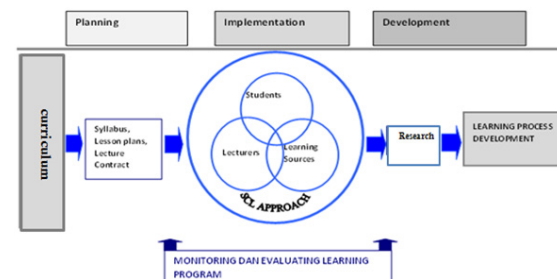 Planning
Implementation
Development
curriculum
Syllabus,
Lesson plans,
Lecture
Contract
Students
Lecturers
Learning
Sources
SCL APPROACH
Research
LEARNING PROCESS
DEVELOPMENT
MONITORING DAN EVALUATING LEARNING
PROGRAM